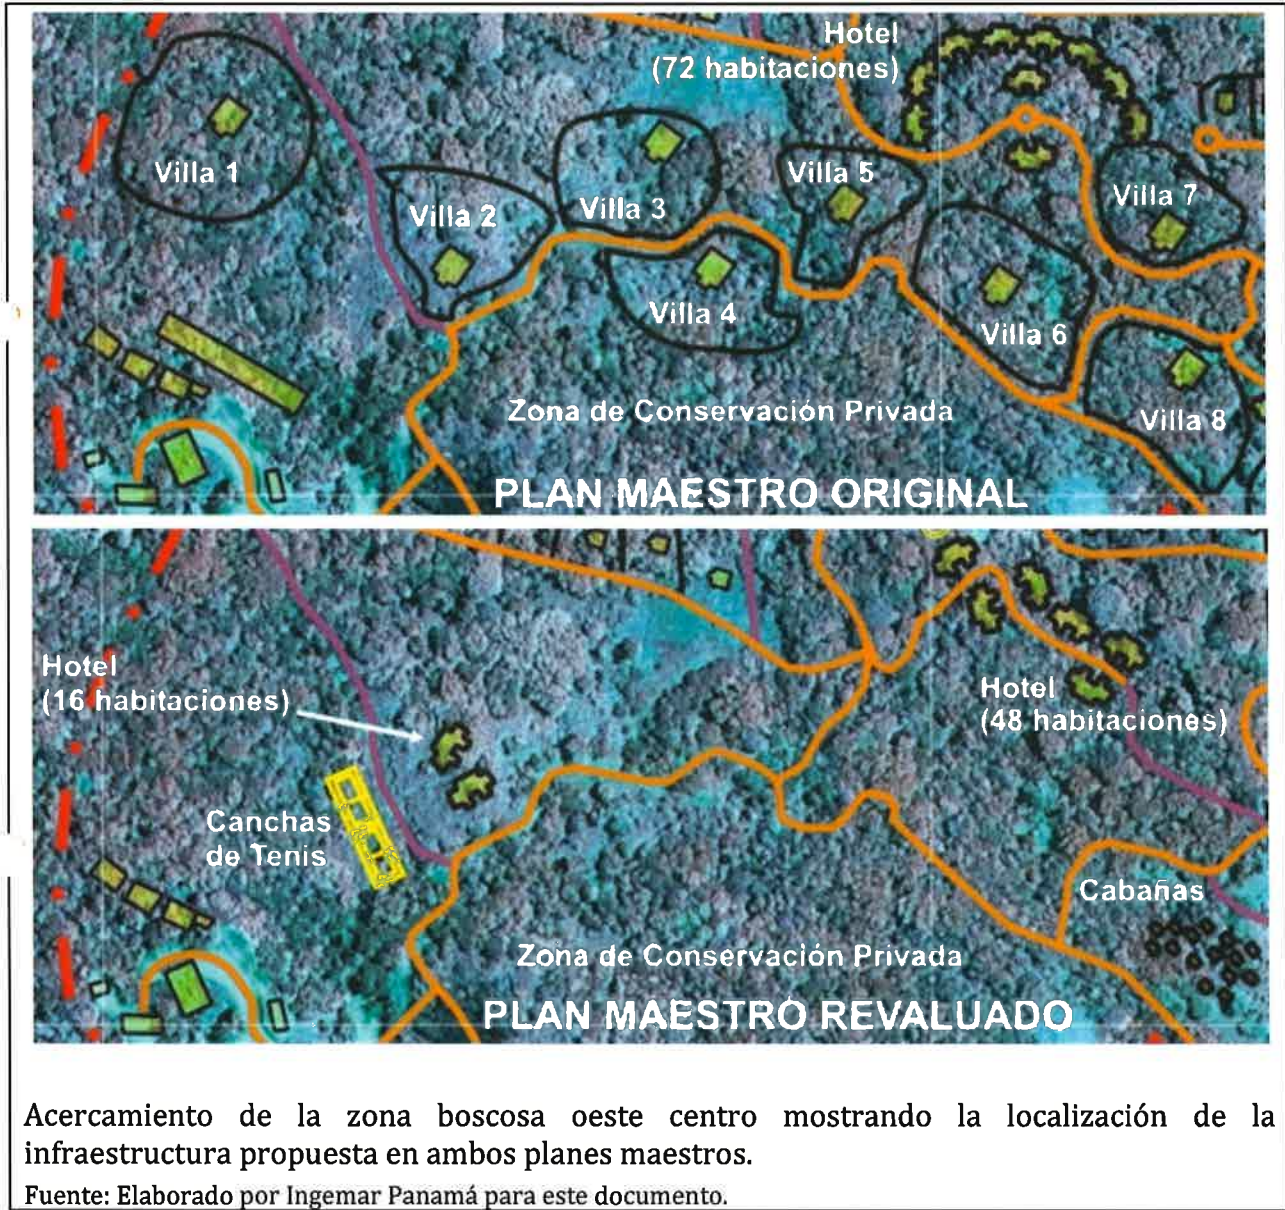 Hotel
(72 habitaciones)
Villa 1
Villa 2
Villa 3
Villa 5
Villa 7
Villa 4
Villa 6
Villa 8
Zona de Conservación Privada
PLAN MAESTRO ORIGINAL
Hotel
(16 habitaciones)
Hotel
(48 habitaciones)
Canchas
de Tenis
Cabañas
Zona de Conservación Privada
PLAN MAESTRO REVALUADO
Acercamiento de la zona boscosa oeste centro mostrando la localización de la
infraestructura propuesta en ambos planes maestros.
Fuente: Elaborado por Ingemar Panamá para este documento.